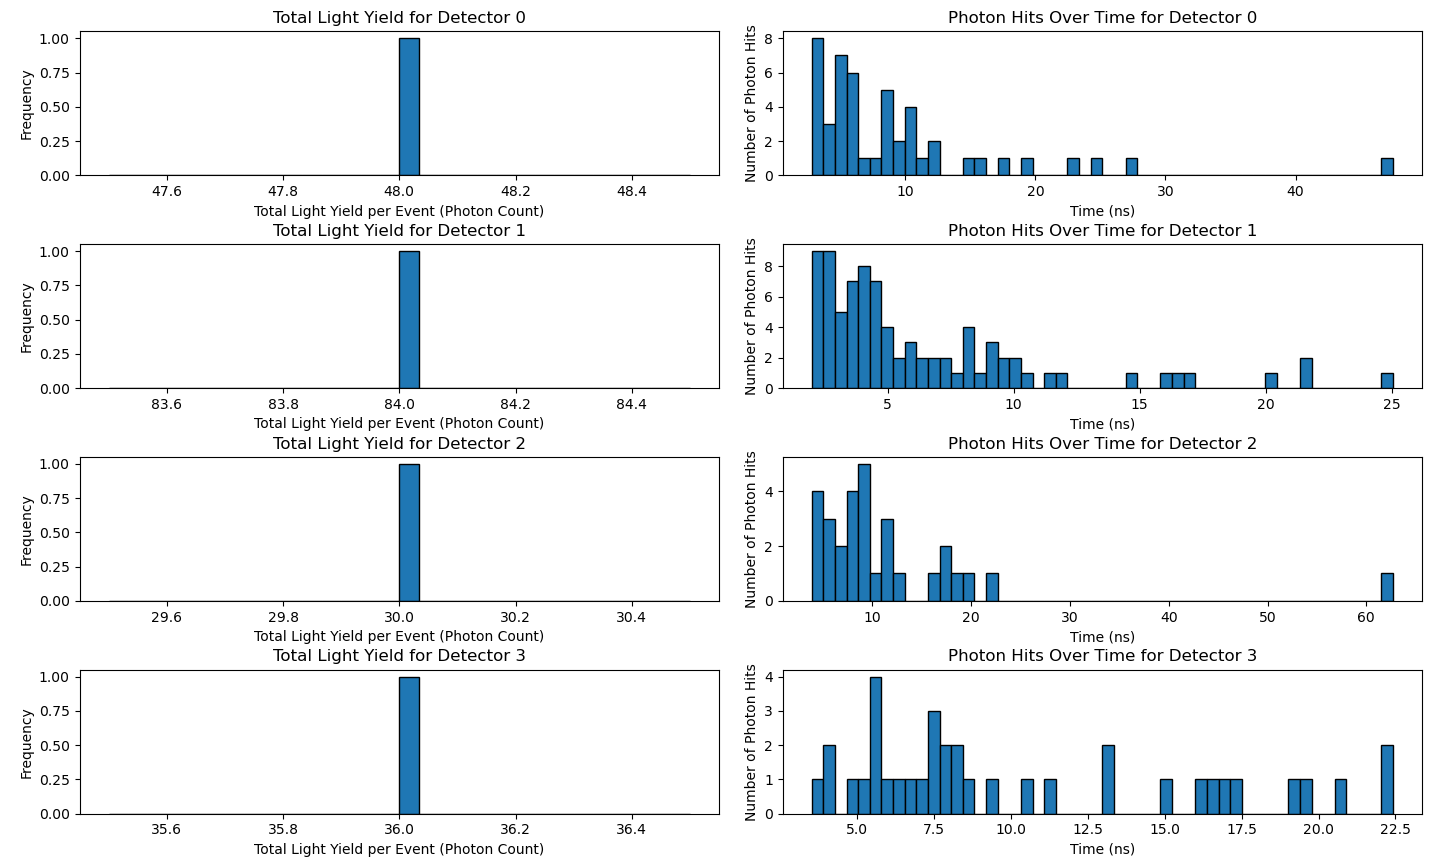 Total Light Yield for Detector 0
Frequency
1.00
0.75
0.50
0.25
0.00
47.6 47.8 48.0 48.2 48.4
Total Light Yield per Event (Photon Count)
Photon Hits Over Time for Detector 0
Number of Photon Hits
8
6
4
2
0
10 20 30 40
Time (ns)
Total Light Yield for Detector 1
Frequency
1.00
0.75
0.50
0.25
0.00
83.6 83.8 84.0 84.2 84.4
Total Light Yield per Event (Photon Count)
Photon Hits Over Time for Detector 1
Number of Photon Hits
8
6
4
2
0
5 10 15 20 25
Time (ns)
Total Light Yield for Detector 2
Frequency
1.00
0.75
0.50
0.25
0.00
29.6 29.8 30.0 30.2 30.4
Total Light Yield per Event (Photon Count)
Photon Hits Over Time for Detector 2
Number of Photon Hits
4
2
0
10 20 30 40 50 60
Time (ns)
Total Light Yield for Detector 3
Frequency
1.00
0.75
0.50
0.25
0.00
35.6 35.8 36.0 36.2 36.4
Total Light Yield per Event (Photon Count)
Photon Hits Over Time for Detector 3
Number of Photon Hits
4
3
2
1
0
5.0 7.5 10.0 12.5 15.0 17.5 20.0 22.5
Time (ns)